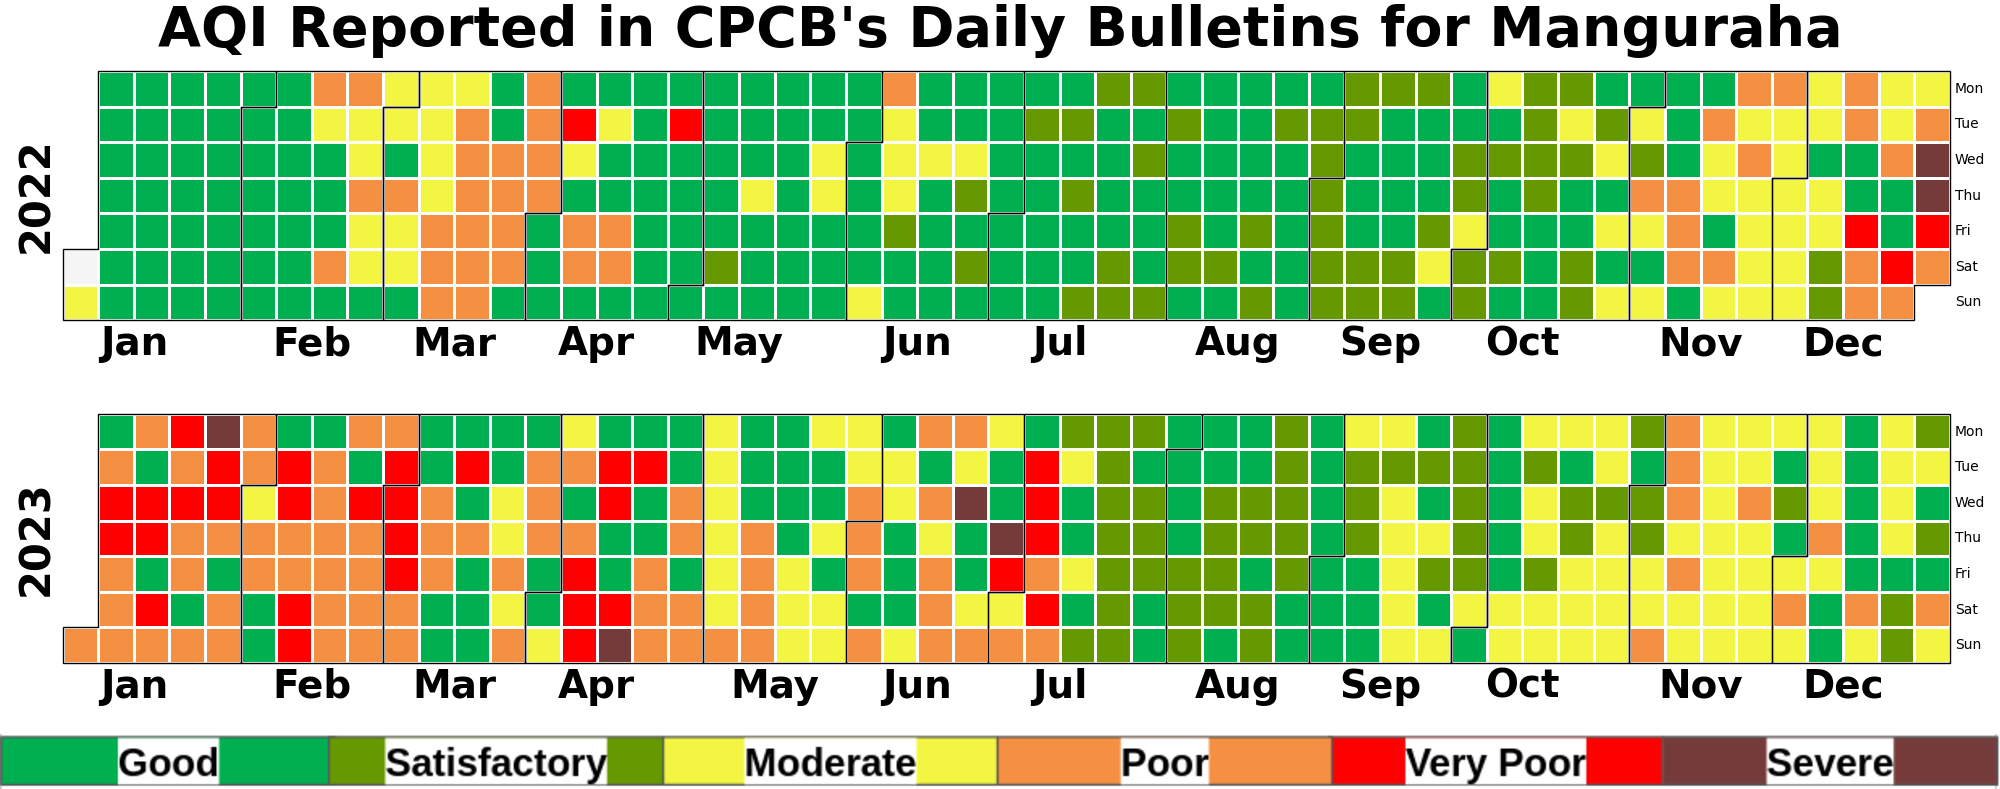 AQI Reported in CPCB's Daily Bulletins for Manguraha
2022
Mon
Tue
Wed
Thu
Fri
Sat
Sun
Jan Feb Mar Apr May Jun Jul Aug Sep Oct Nov Dec
2023
Mon
Tue
Wed
Thu
Fri
Sat
Sun
Jan Feb Mar Apr May Jun Jul Aug Sep Oct Nov Dec
Good Satisfactory Moderate Poor Very Poor Severe